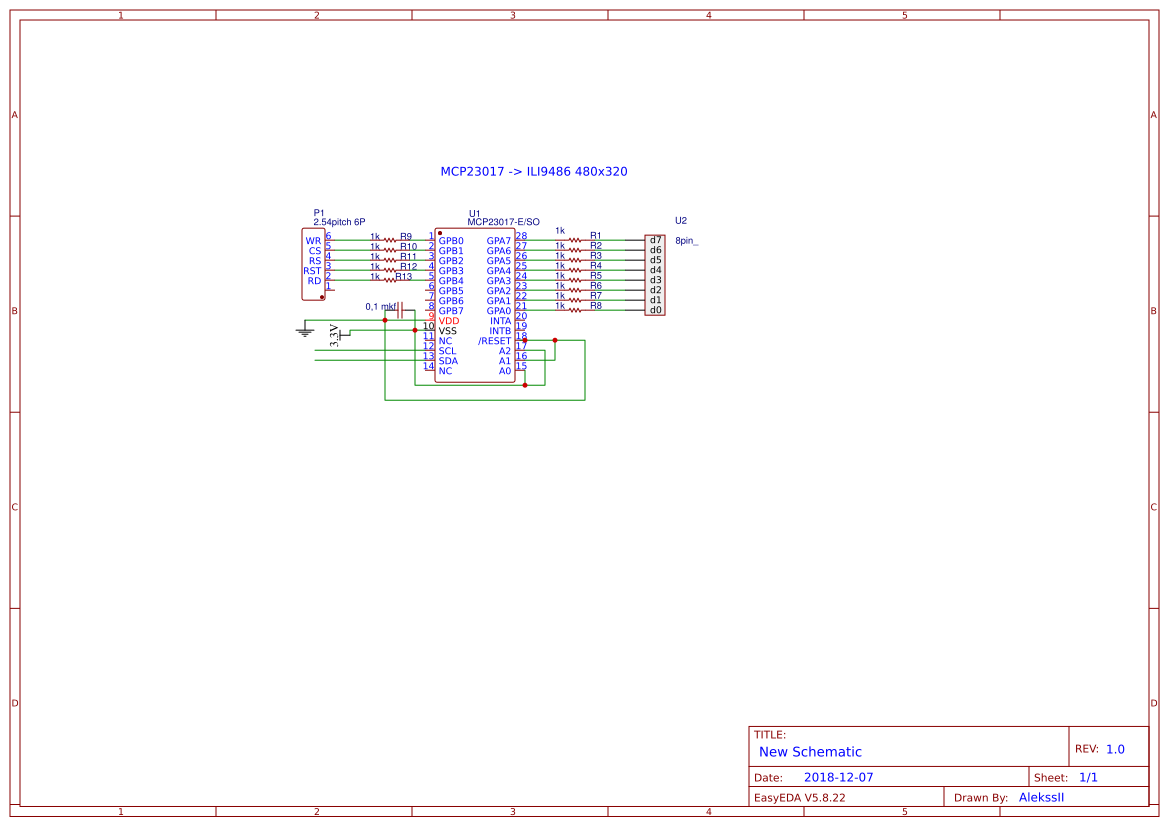 1 2 3 4 5
A A
MCP23017 -> ILI9486 480x320
P1
2.54pitch 6P
U1
MCP23017-E/SO
U2
8pin_
WR 6 1k R9 1 GPB0 GPA7 28 1k R1 d7
CS 5 1k R10 2 GPB1 GPA6 27 1k R2 d6
RS 4 1k R11 3 GPB2 GPA5 26 1k R3 d5
RST 3 1k R12 4 GPB3 GPA4 25 1k R4 d4
RD 2 1k R13 5 GPB4 GPA3 24 1k R5 d3
1 6 GPB5 GPA2 23 1k R6 d2
7 GPB6 GPA1 22 1k R7 d1
B 0,1 mkf 8 GPB7 GPA0 21 1k R8 d0 B
9 VDD INTA 20
3.3V 10 VSS INTB 19
11 NC /RESET 18
12 SCL A2 17
13 SDA A1 16
14 NC A0 15
C C
D D
TITLE:
New Schematic
REV: 1.0
Date: 2018-12-07
Sheet: 1/1
EasyEDA V5.8.22
Drawn By: AlekssII
1 2 3 4 5